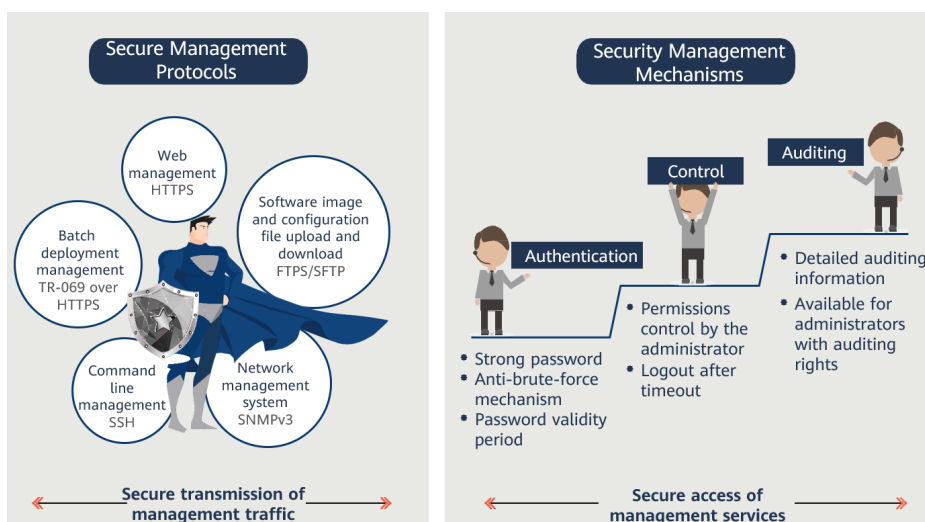 Secure Management
Protocols
Web
management
HTTPS
Software image
and configuration
file upload and
download
FTPS/SFTP
Batch
deployment
management
TR-069 over
HTTPS
Command
line
management
SSH
Network
management
system
SNMPv3
Secure transmission of
management traffic
Security Management
Mechanisms
Authentication
• Strong password
• Anti-brute-force
mechanism
• Password validity
period
Control
• Permissions
control by the
administrator
• Logout after
timeout
Auditing
• Detailed auditing
information
• Available for
administrators
with auditing
rights
Secure access of
management services